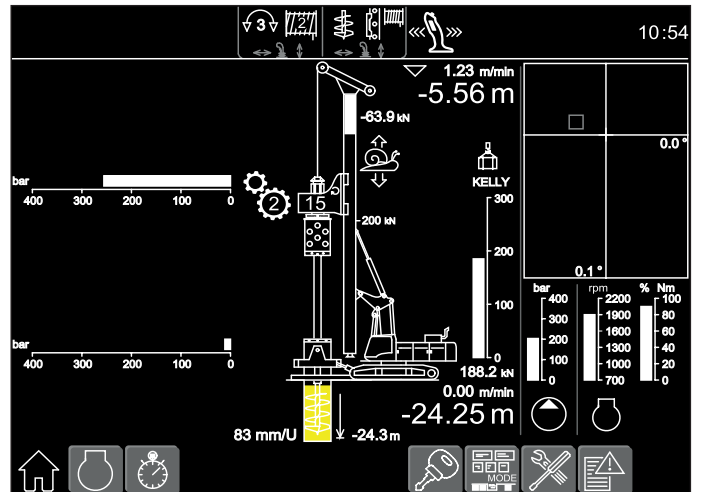 3 2 10:54
1.23 m/min
-5.56 m
-63.9 kN
0.0 °
bar
400 300 200 100 0
2 15
KELLY
300
200 kN
200
0.1 °
bar rpm % Nm
400 2200 100
300 1900 80
100 1600 60
200 1300 40
100 1000 20
0 700 0
bar
400 300 200 100 0
0
188.2 kN
0.00 m/min
-24.25 m
83 mm/U -24.3 m
MODE